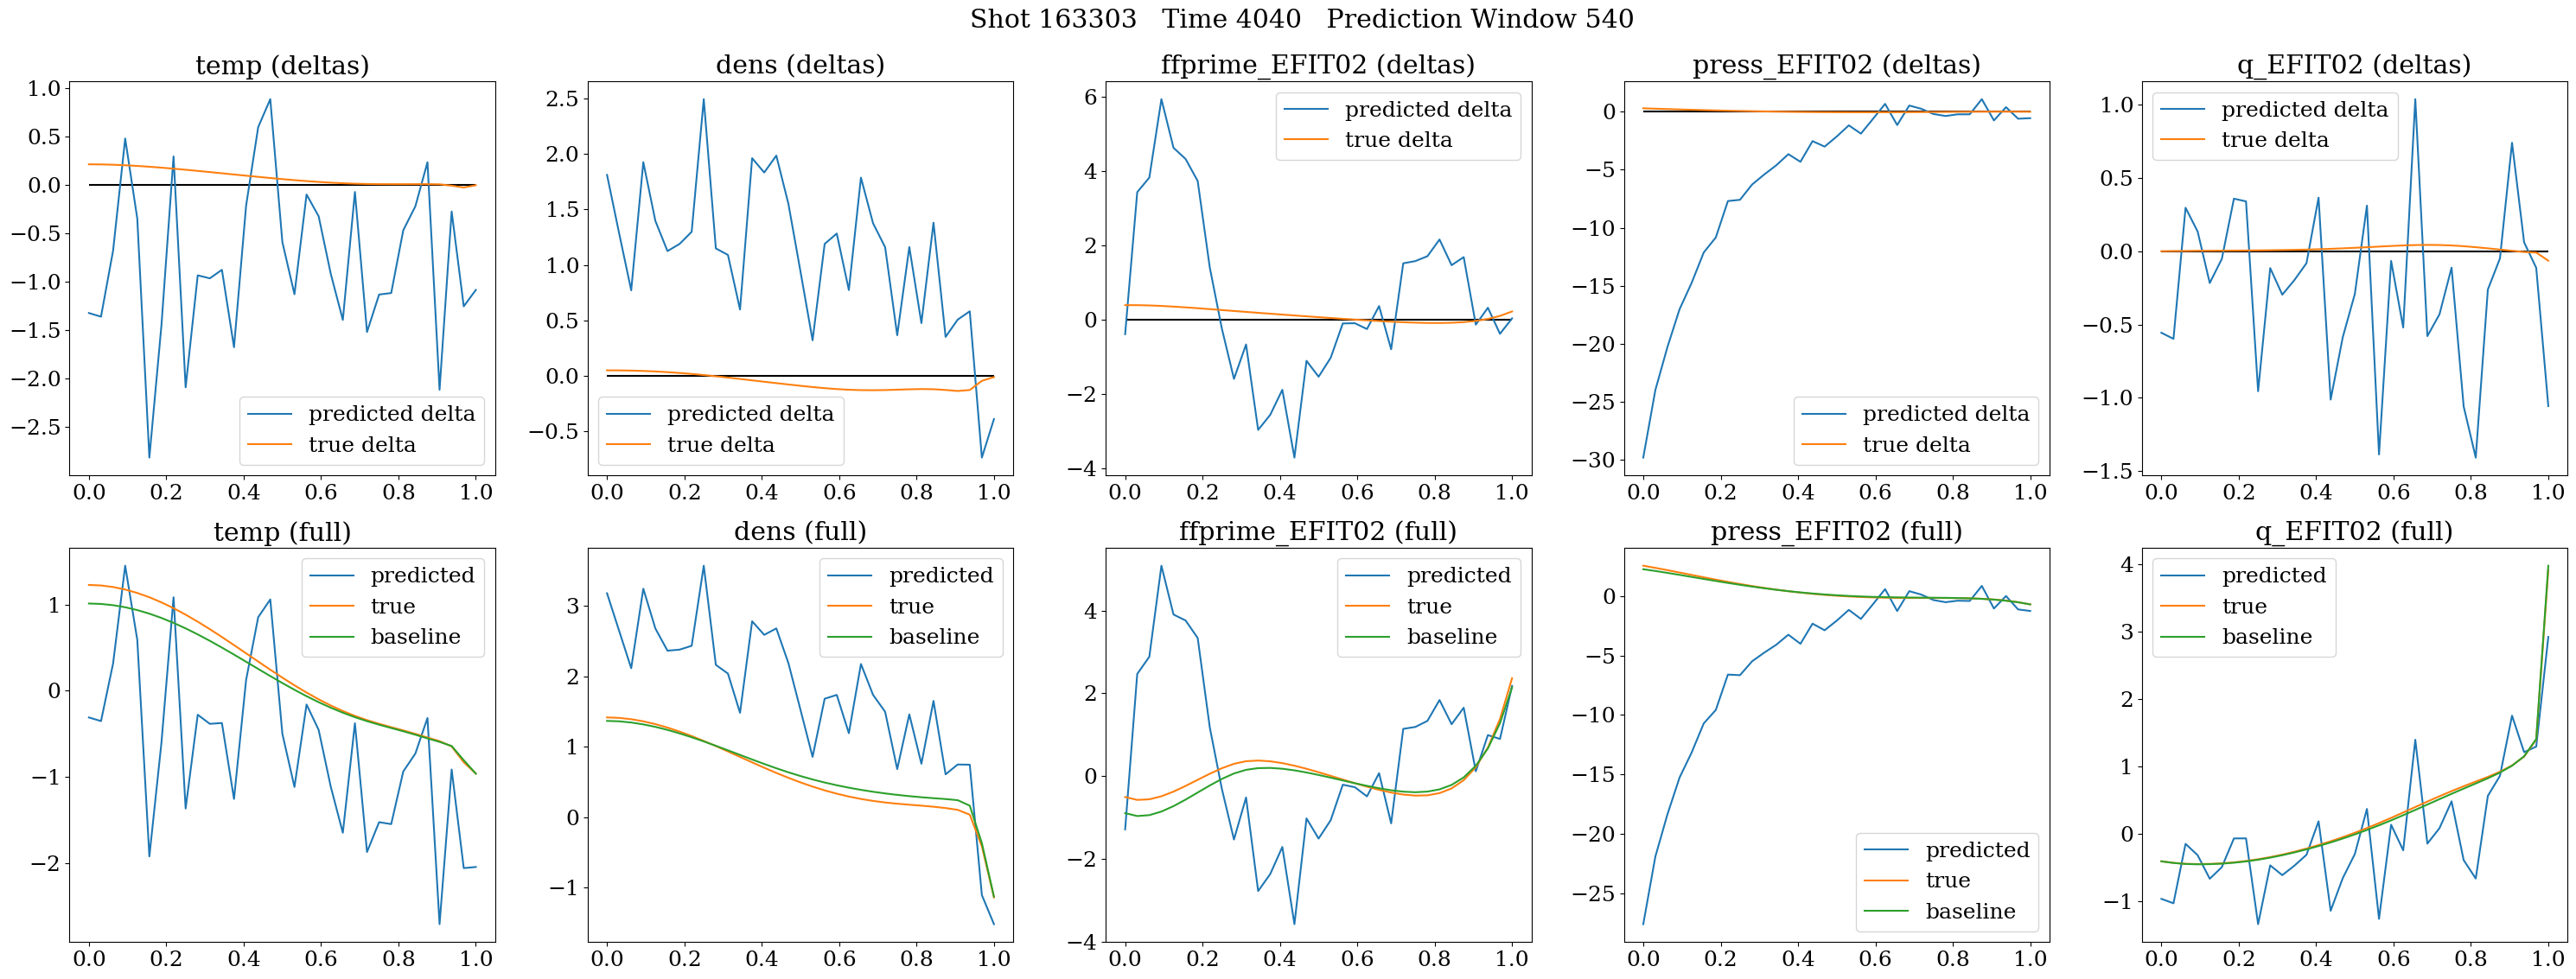 Shot 163303   Time 4040   Prediction Window 540
temp (deltas)
1.0
0.5
0.0
−0.5
−1.0
−1.5
−2.0
−2.5
predicted delta
true delta
0.0 0.2 0.4 0.6 0.8 1.0
dens (deltas)
2.5
2.0
1.5
1.0
0.5
0.0
−0.5
predicted delta
true delta
0.0 0.2 0.4 0.6 0.8 1.0
ffprime_EFIT02 (deltas)
6
4
2
0
−2
−4
predicted delta
true delta
0.0 0.2 0.4 0.6 0.8 1.0
press_EFIT02 (deltas)
0
−5
−10
−15
−20
−25
−30
predicted delta
true delta
0.0 0.2 0.4 0.6 0.8 1.0
q_EFIT02 (deltas)
1.0
0.5
0.0
−0.5
−1.0
−1.5
predicted delta
true delta
0.0 0.2 0.4 0.6 0.8 1.0
temp (full)
1
0
−1
−2
predicted
true
baseline
0.0 0.2 0.4 0.6 0.8 1.0
dens (full)
3
2
1
0
−1
predicted
true
baseline
0.0 0.2 0.4 0.6 0.8 1.0
ffprime_EFIT02 (full)
4
2
0
−2
−4
predicted
true
baseline
0.0 0.2 0.4 0.6 0.8 1.0
press_EFIT02 (full)
0
−5
−10
−15
−20
−25
predicted
true
baseline
0.0 0.2 0.4 0.6 0.8 1.0
q_EFIT02 (full)
4
3
2
1
0
−1
predicted
true
baseline
0.0 0.2 0.4 0.6 0.8 1.0